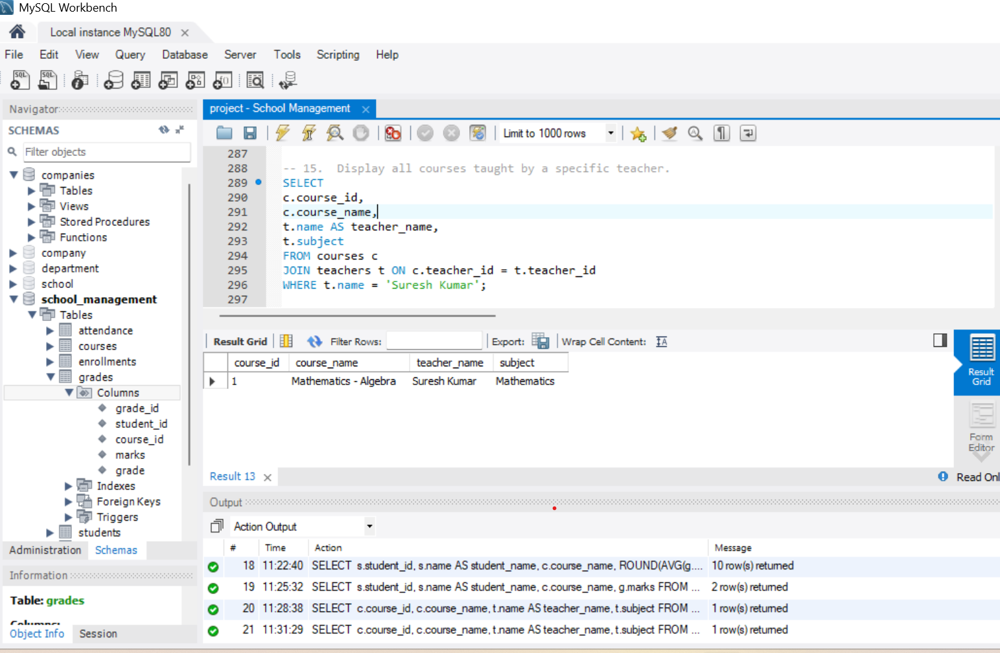 MySQL Workbench
Local instance MySQL80
File Edit View Query Database Server Tools Scripting Help
Navigator
SCHEMAS
Filter objects
companies
Tables
Views
Stored Procedures
Functions
company
department
school
school_management
Tables
attendance
courses
enrollments
grades
Columns
grade_id
student_id
course_id
marks
grade
Indexes
Foreign Keys
Triggers
students
Administration Schemas
Information
Table: grades
Columns:
Object Info Session
project - School Management
Limit to 1000 rows
287
288 -- 15.  Display all courses taught by a specific teacher.
289 SELECT
290 c.course_id,
291 c.course_name,
292 t.name AS teacher_name,
293 t.subject
294 FROM courses c
295 JOIN teachers t ON c.teacher_id = t.teacher_id
296 WHERE t.name = 'Suresh Kumar';
297
Result Grid Filter Rows: Export: Wrap Cell Content:
course_id course_name teacher_name subject
1 Mathematics - Algebra Suresh Kumar Mathematics
Result Grid
Form Editor
Result 13
Read Onl
Output
Action Output
# Time Action Message
18 11:22:40 SELECT s.student_id, s.name AS student_name, c.course_name, ROUND(AVG(g.... 10 row(s) returned
19 11:25:32 SELECT s.student_id, s.name AS student_name, c.course_name, g.marks FROM ... 2 row(s) returned
20 11:28:38 SELECT c.course_id, c.course_name, t.name AS teacher_name, t.subject FROM ... 1 row(s) returned
21 11:31:29 SELECT c.course_id, c.course_name, t.name AS teacher_name, t.subject FROM ... 1 row(s) returned